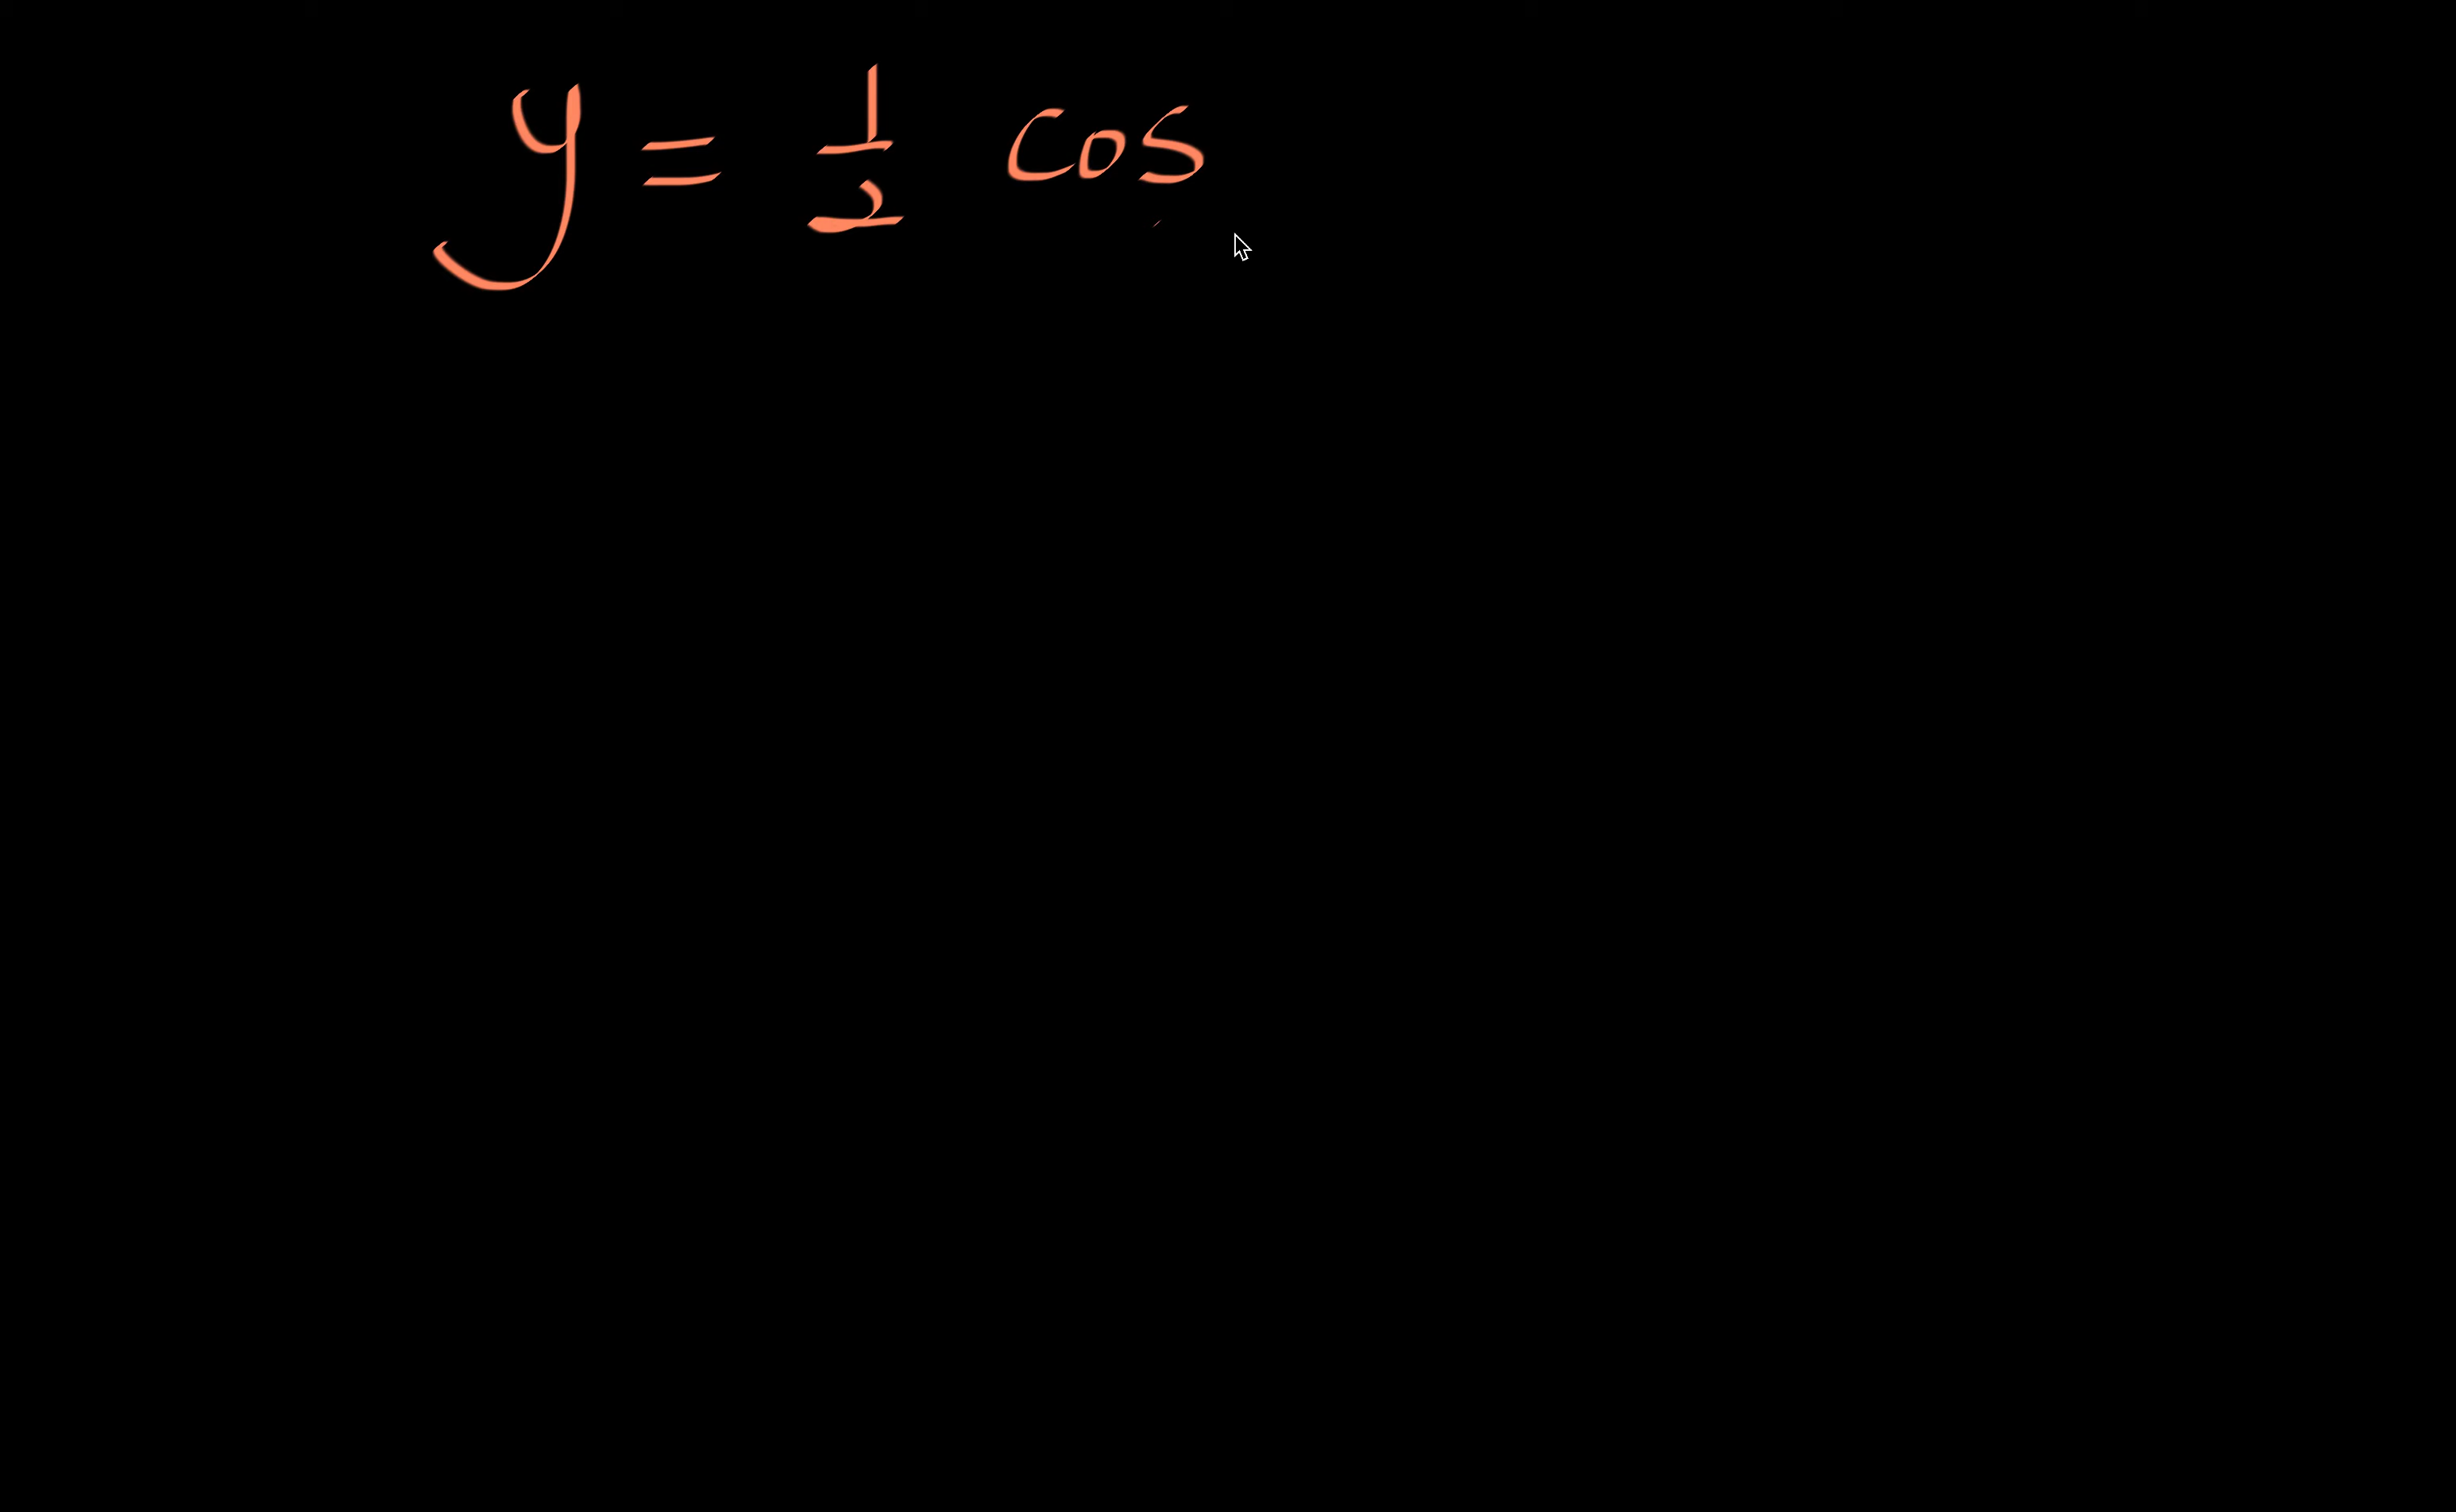 y = 1/2 cos